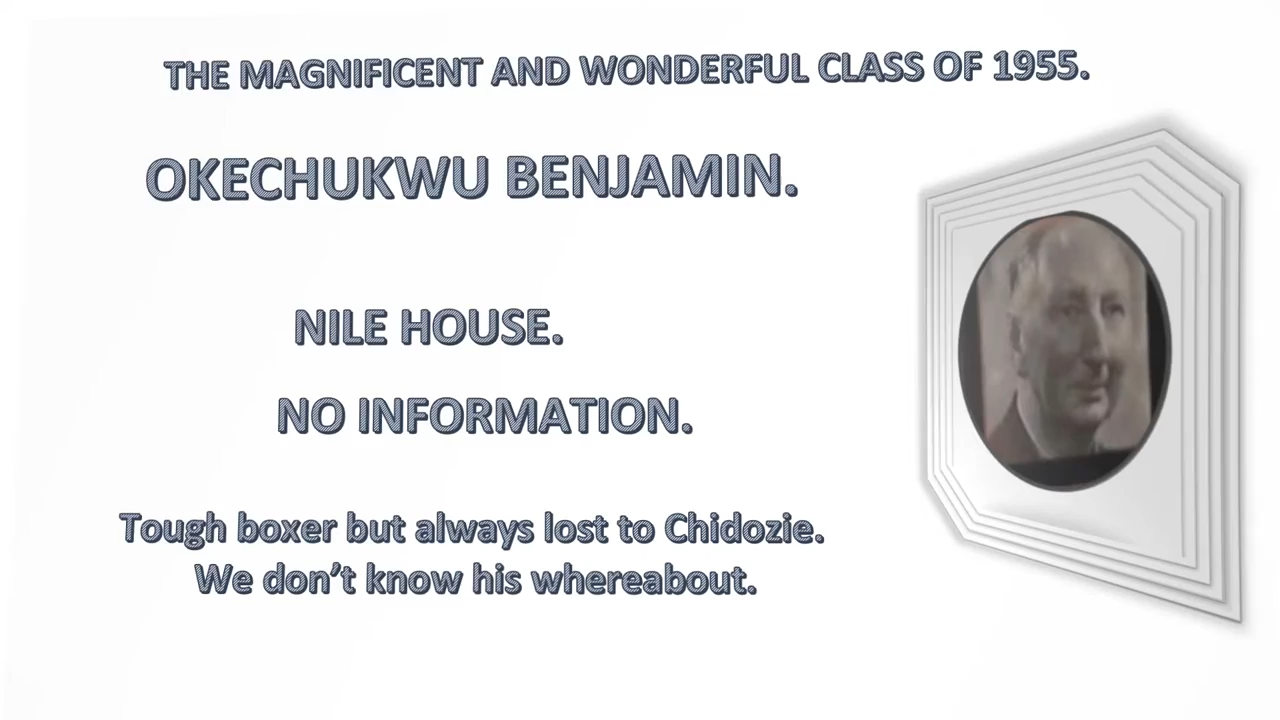 THE MAGNIFICENT AND WONDERFUL CLASS OF 1955.
OKECHUKWU BENJAMIN.
NILE HOUSE.
NO INFORMATION.
Tough boxer but always lost to Chidozie.
We don’t know his whereabout.